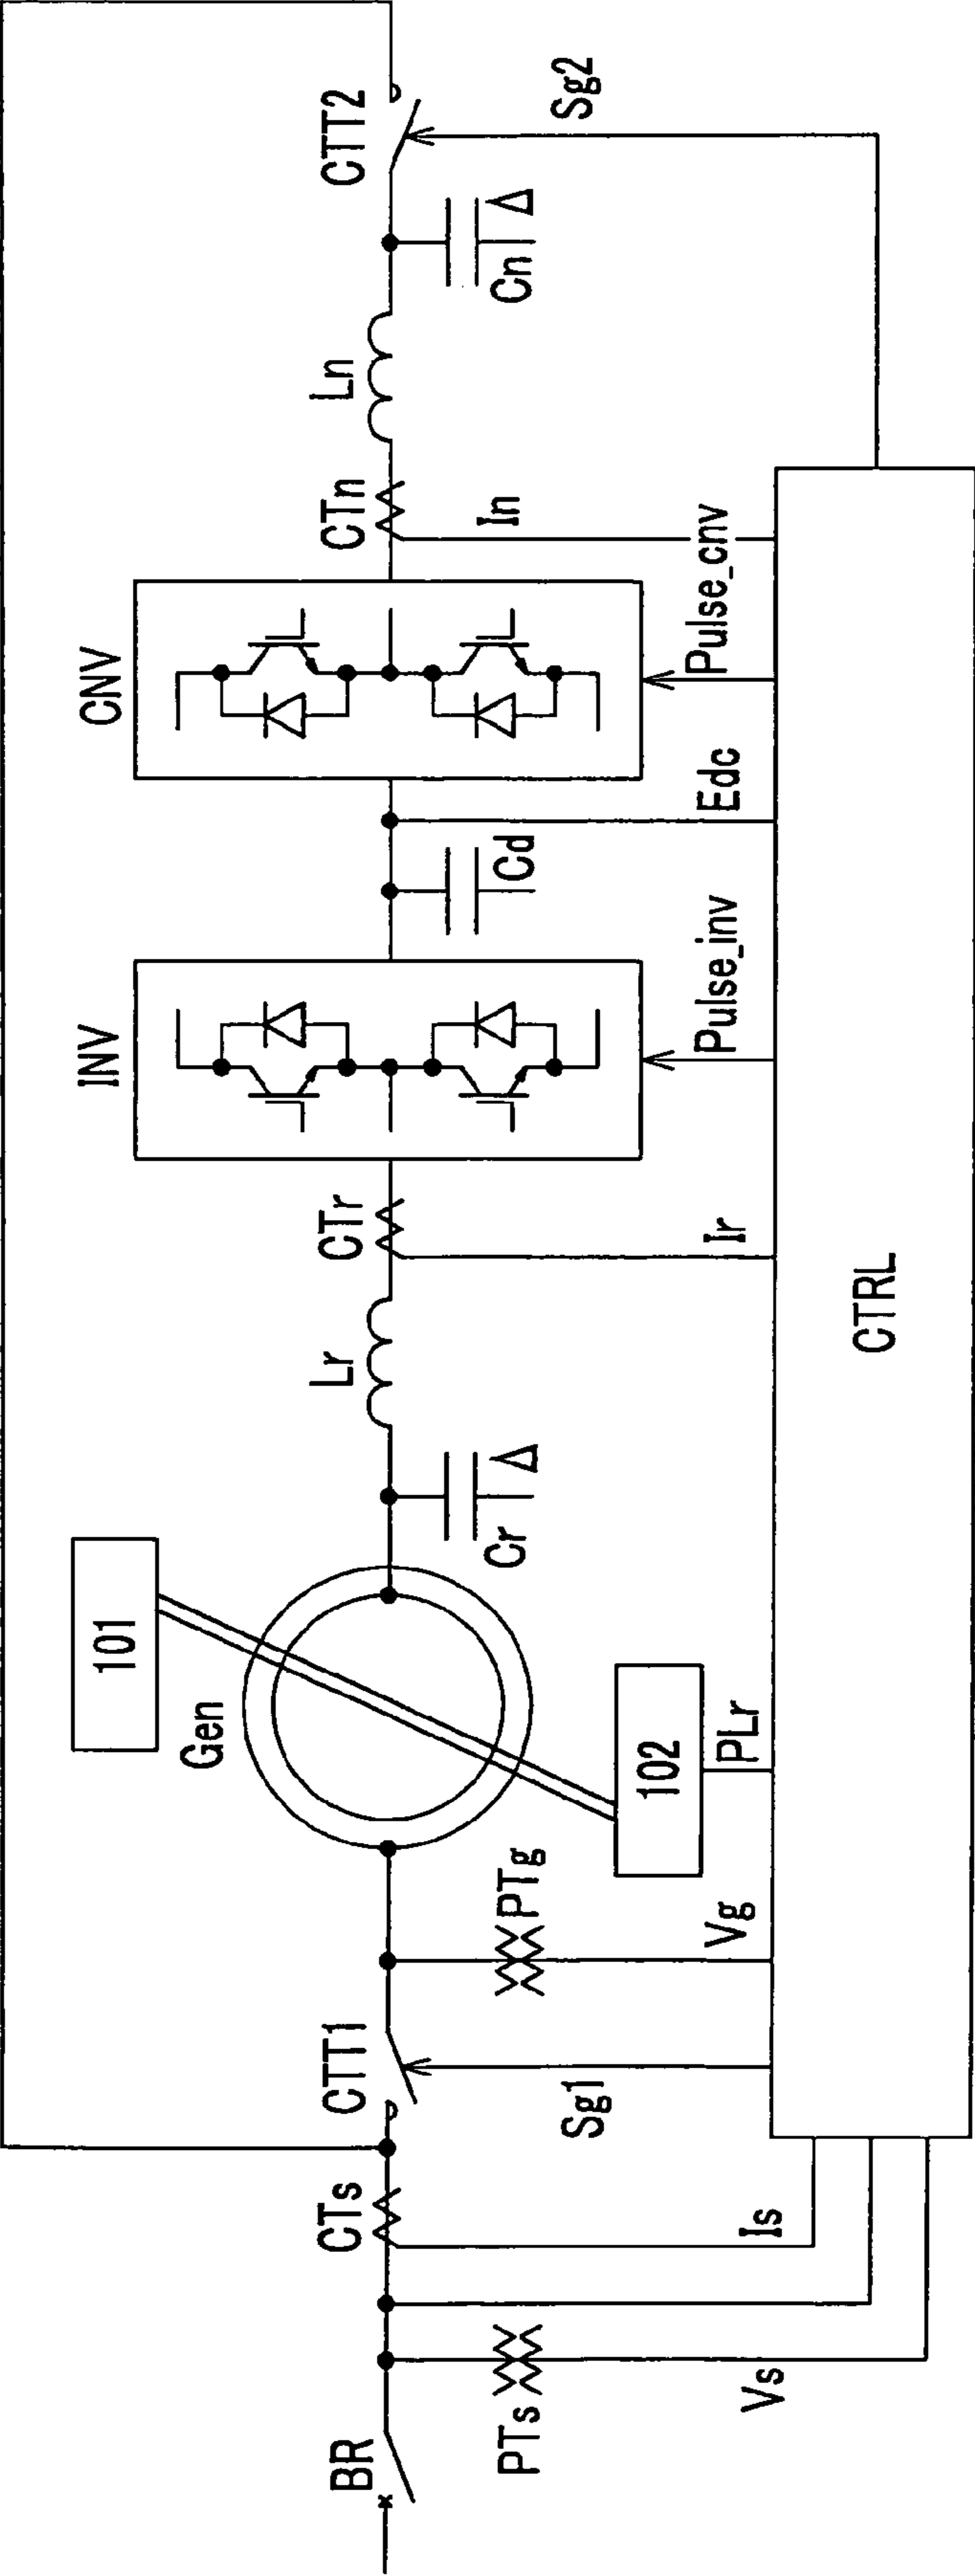 BR
PTs
Vs
CTs
Is
CTT1
Sg1
PTg
Vg
Gen
101
102
PLr
Cr
Lr
CTr
Ir
INV
Pulse_inv
Cd
Edc
CNV
Pulse_cnv
CTn
In
Ln
Cn
CTT2
Sg2
CTRL
Δ
Δ